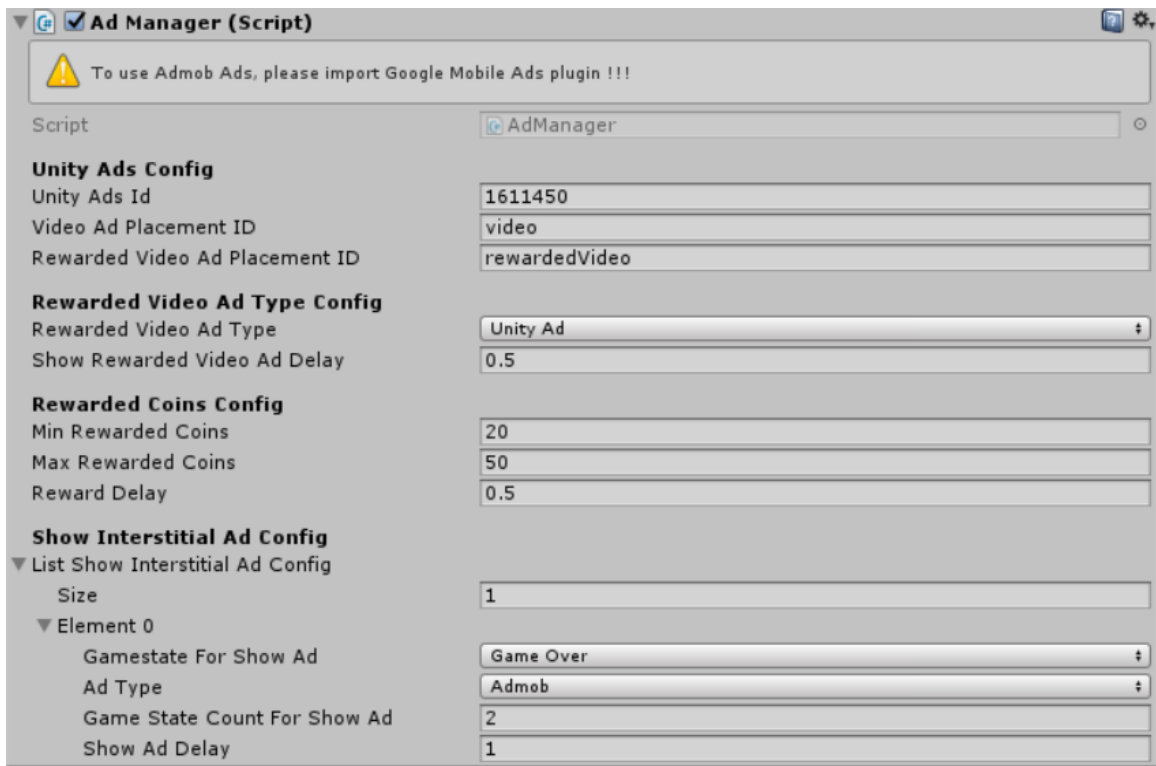 Ad Manager (Script)
To use Admob Ads, please import Google Mobile Ads plugin !!!
Script AdManager
Unity Ads Config
Unity Ads Id 1611450
Video Ad Placement ID video
Rewarded Video Ad Placement ID rewardedVideo
Rewarded Video Ad Type Config
Rewarded Video Ad Type Unity Ad
Show Rewarded Video Ad Delay 0.5
Rewarded Coins Config
Min Rewarded Coins 20
Max Rewarded Coins 50
Reward Delay 0.5
Show Interstitial Ad Config
List Show Interstitial Ad Config
Size 1
Element 0
Gamestate For Show Ad Game Over
Ad Type Admob
Game State Count For Show Ad 2
Show Ad Delay 1